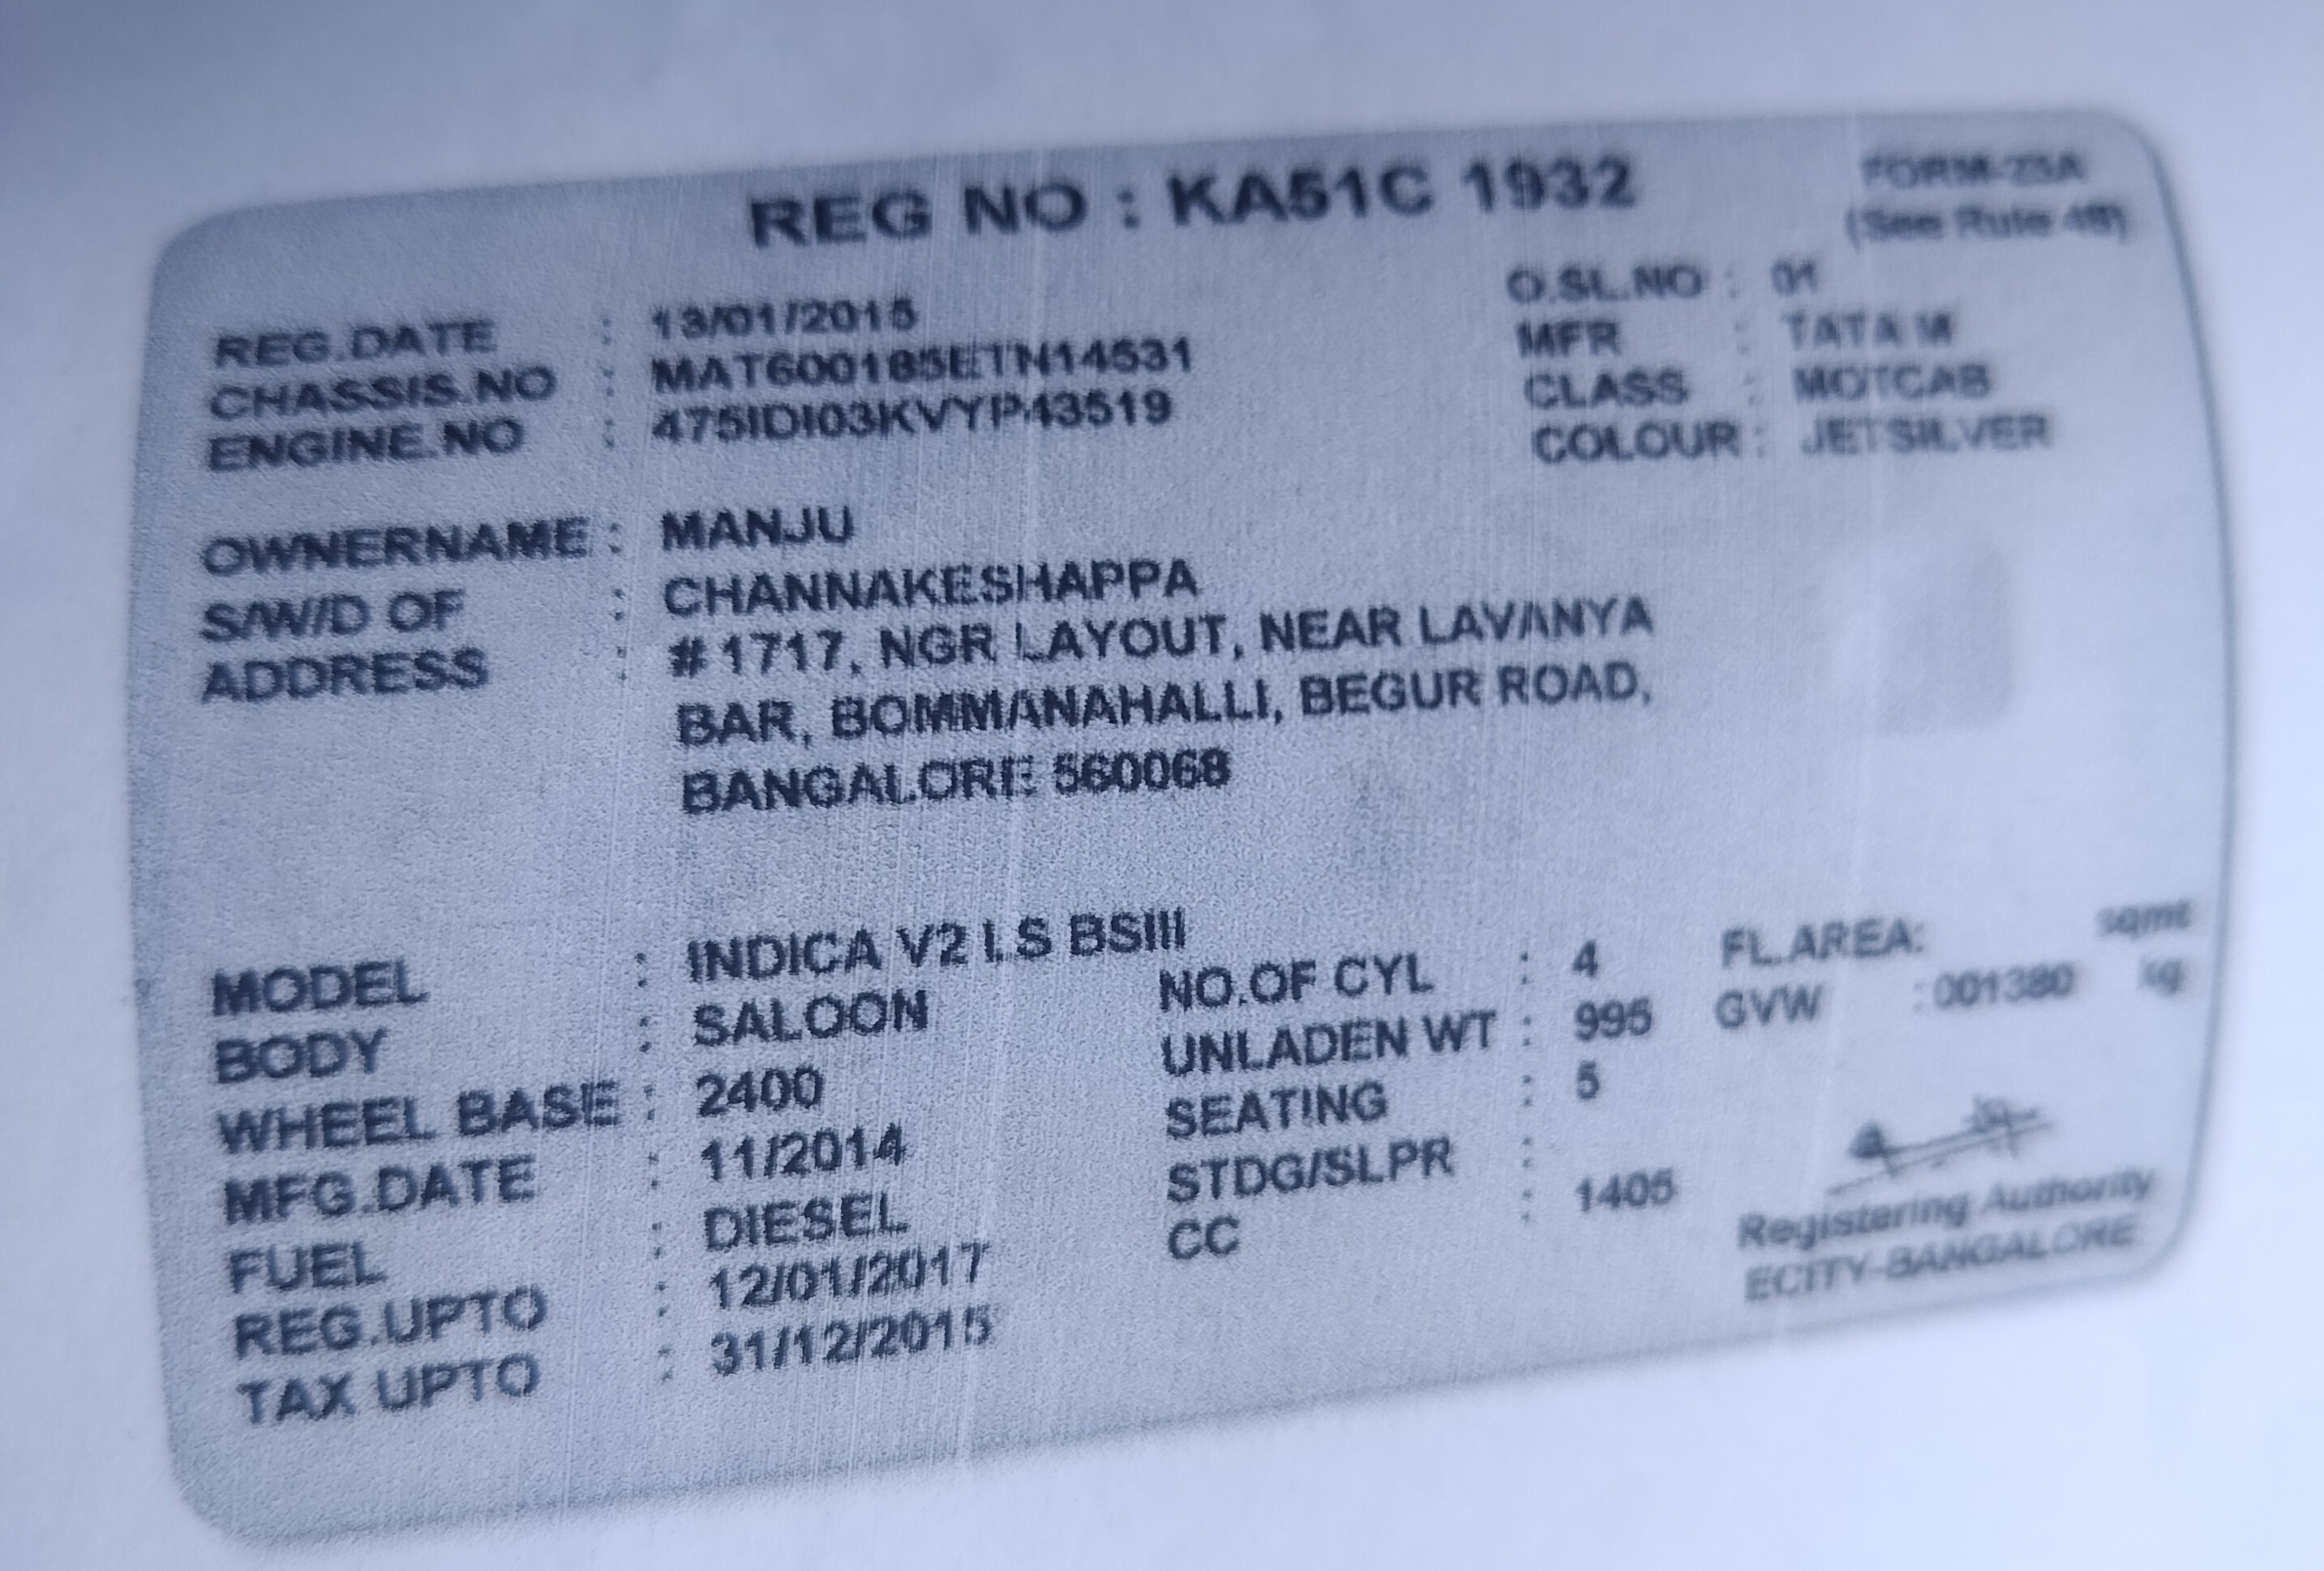 REG NO : KA51C 1932
FORM-23A
(See Rule 48)
REG.DATE : 13/01/2015
O.SL.NO : 01
CHASSIS.NO : MAT600185ETN14531
MFR : TATA M
ENGINE.NO : 475IDI03KVYP43519
CLASS : MOTCAB
COLOUR : JETSILVER
OWNERNAME : MANJU
S/W/D OF : CHANNAKESHAPPA
ADDRESS : #1717, NGR LAYOUT, NEAR LAVANYA
BAR, BOMMANAHALLI, BEGUR ROAD,
BANGALORE 560068
MODEL : INDICA V2 LS BSIII
NO.OF CYL : 4 FL.AREA: sqmt
BODY : SALOON
UNLADEN WT : 995 GVW : 001380 kg
WHEEL BASE : 2400
SEATING : 5
MFG.DATE : 11/2014
STDG/SLPR :
FUEL : DIESEL
CC : 1405
REG.UPTO : 12/01/2017
TAX UPTO : 31/12/2015
Registering Authority
ECITY-BANGALORE